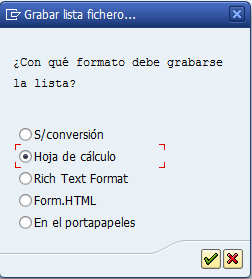 Grabar lista fichero...
¿Con qué formato debe grabarse
la lista?
S/conversión
Hoja de cálculo
Rich Text Format
Form.HTML
En el portapapeles